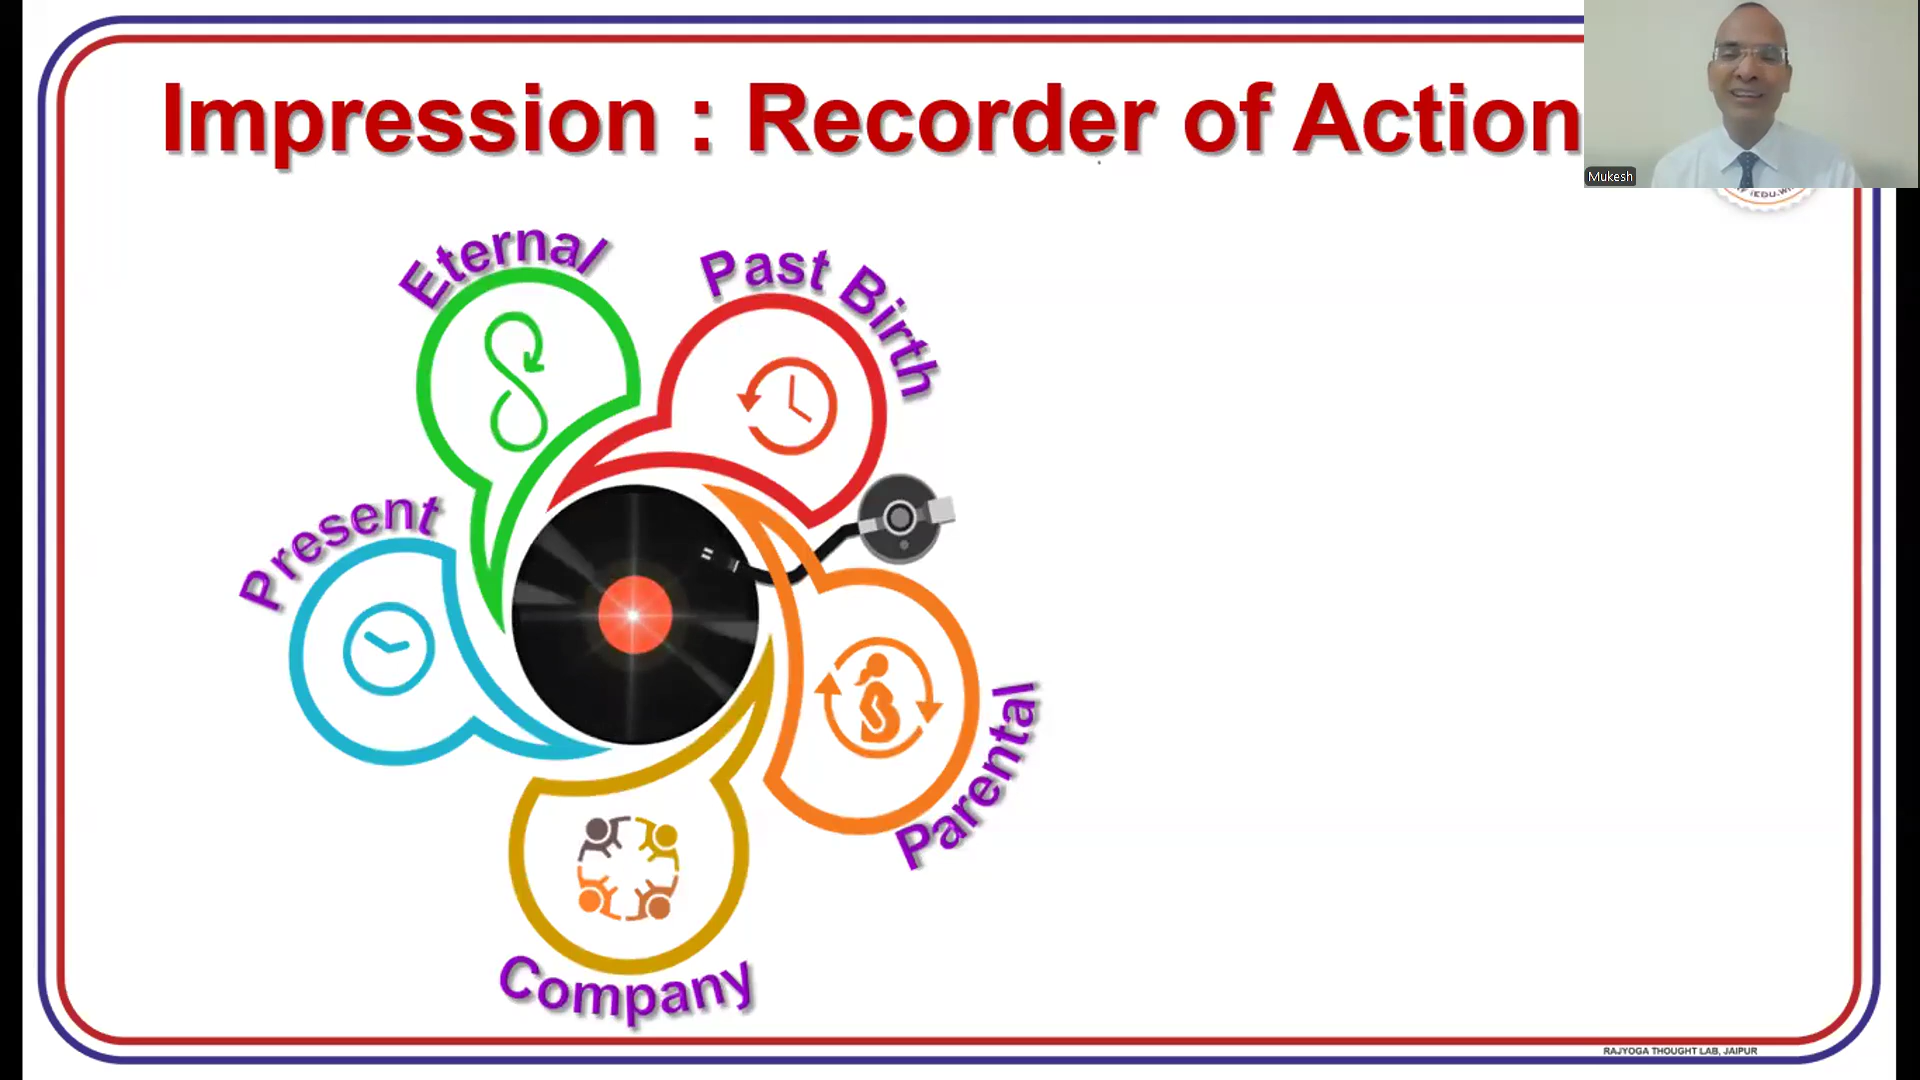 Impression : Recorder of Action
Mukesh
Eternal
Past Birth
Present
Parental
Company
RAJYOGA THOUGHT LAB, JAIPUR